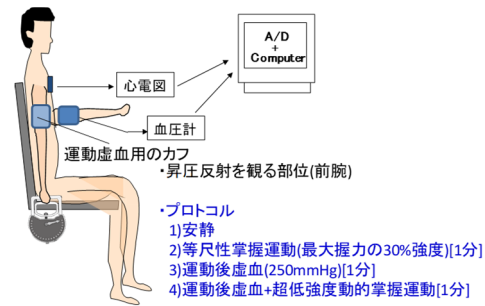 A/D
+
Computer
心電図
血圧計
運動虚血用のカフ
・昇圧反射を観る部位(前腕)
・プロトコル
1)安静
2)等尺性掌握運動(最大握力の30%強度)[1分]
3)運動後虚血(250mmHg)[1分]
4)運動後虚血+超低強度動的掌握運動[1分]